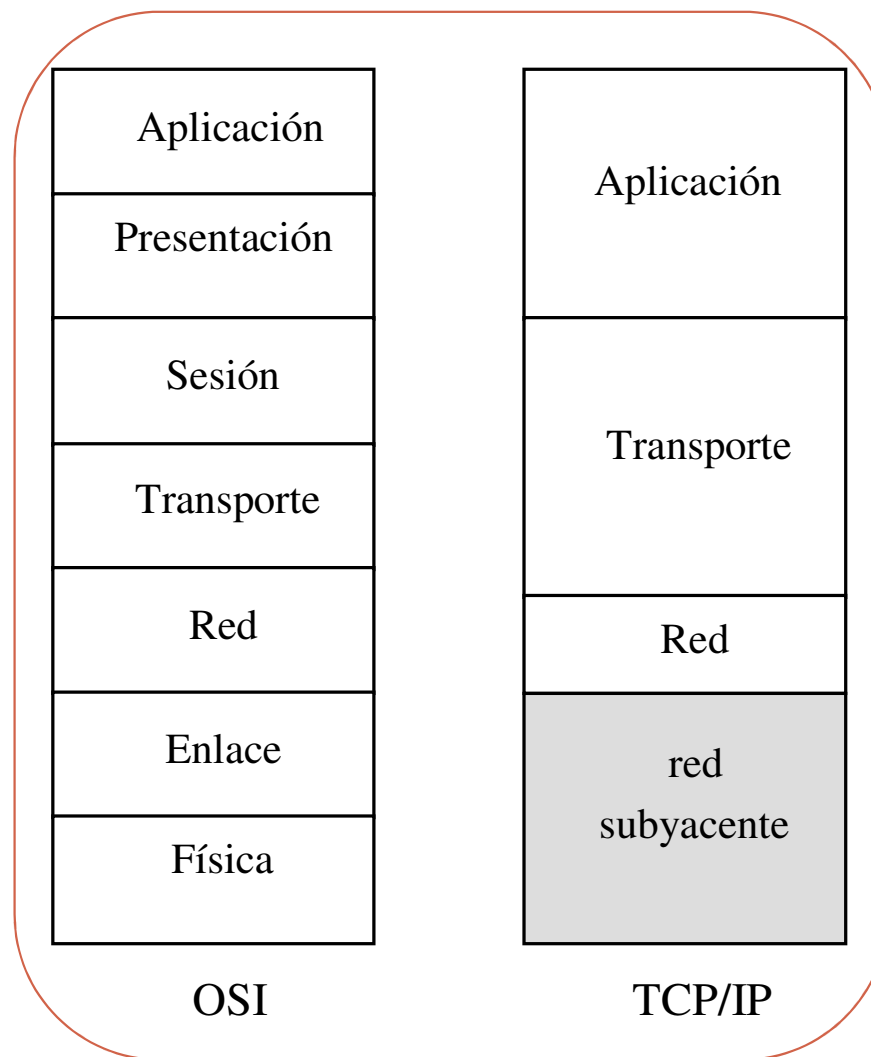 Aplicación
Presentación
Sesión
Transporte
Red
Enlace
Física
OSI
Aplicación
Transporte
Red
red
subyacente
TCP/IP